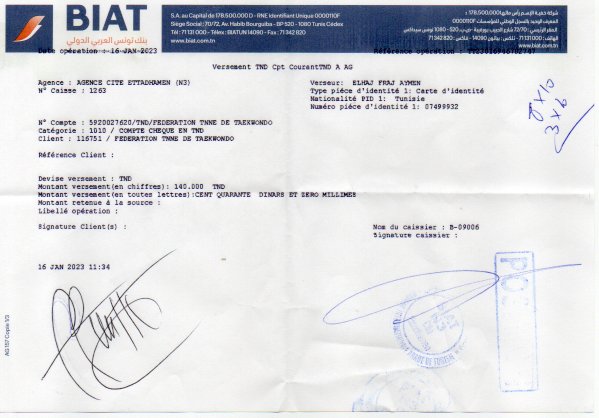 BIAT
بنك تونس العربي الدولي
S.A. au Capital de 178.500.000 D - RNE Identifiant Unique 0000110F
Siège Social : 70/72, Av. Habib Bourguiba - BP 520 - 1080 Tunis Cédex
Tél : 71 131 000 - Télex : BIATUN 14090 - Fax : 71 342 820
www.biat.com.tn
Date opération : 16 JAN 2023
Référence opération :
Versement TND Cpt CourantTND A AG
Agence : AGENCE CITE ETTADHAMEN (N3)
N° Caisse : 1263
Verseur: ELHAJ FRAJ AYMEN
Type pièce d'identité 1: Carte d'identité
Nationalité PID 1: Tunisie
Numéro pièce d'identité 1: 07499932
N° Compte : 5920027620/TND/FEDERATION TNNE DE TAEKWONDO
Catégorie : 1010 / COMPTE CHEQUE EN TND
Client : 116751 / FEDERATION TNNE DE TAEKWONDO
Référence Client :
Devise versement : TND
Montant versement(en chiffres): 140.000 TND
Montant versement(en toutes lettres):CENT QUARANTE DINARS ET ZERO MILLIMES
Montant retenue à la source :
Libellé opération :
Signature Client(s) :
Nom du caissier : B-09006
Signature caissier :
16 JAN 2023 11:34
AG157 Copie 1/3